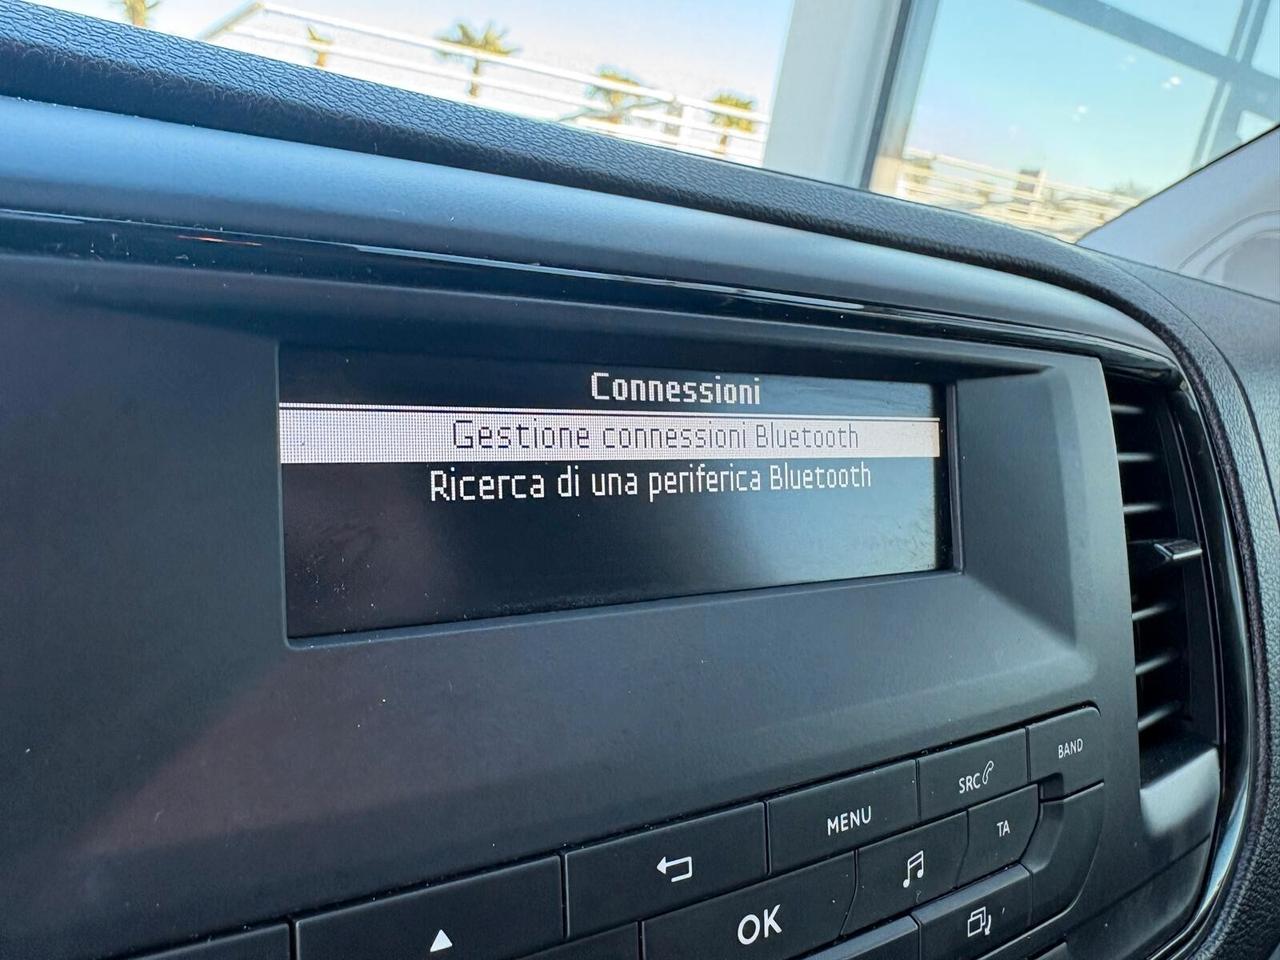 Connessioni
Gestione connessioni Bluetooth
Ricerca di una periferica Bluetooth
BAND
SRC
MENU
TA
OK